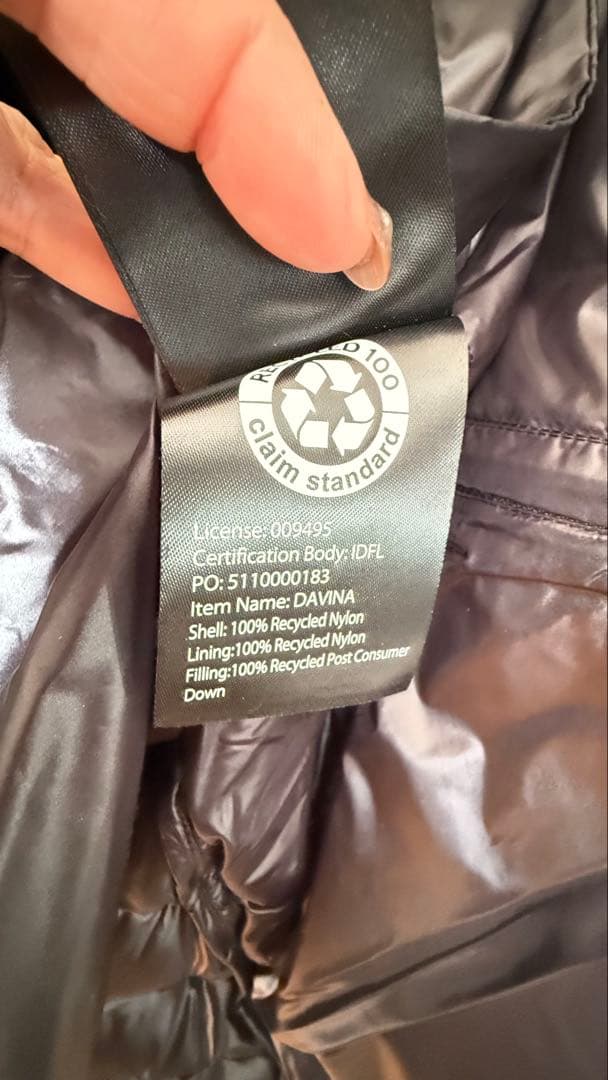 RECYCLED 100
claim standard
License: 009495
Certification Body: IDFL
PO: 5110000183
Item Name: DAVINA
Shell: 100% Recycled Nylon
Lining:100% Recycled Nylon
Filling:100% Recycled Post Consumer
Down